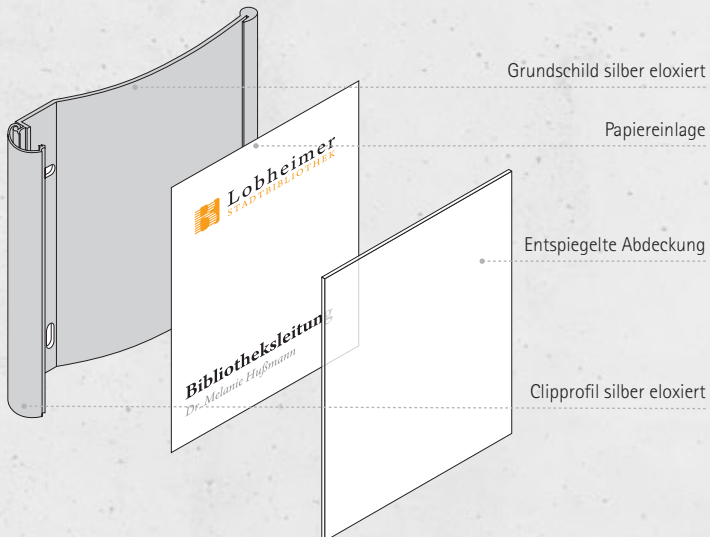 Grundschild silber eloxiert
Papiereinlage
Lobheimer
STADTBIBLIOTHEK
Entspiegelte Abdeckung
Bibliotheksleitung
Dr. Melanie Hußmann
Clipprofil silber eloxiert